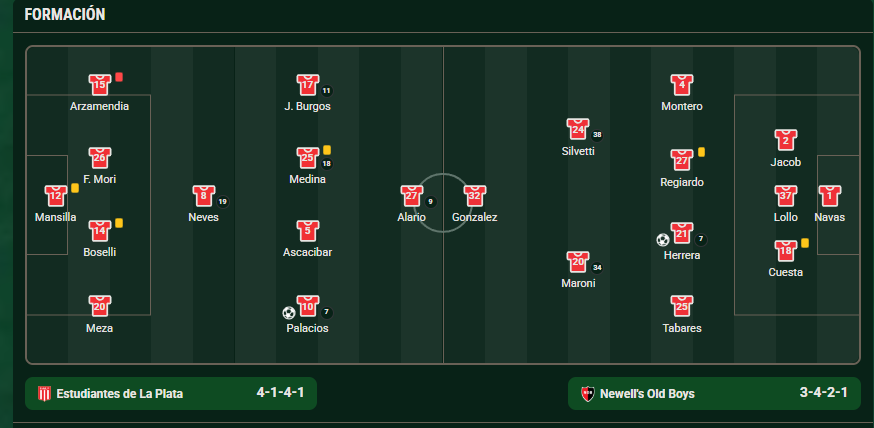 FORMACIÓN
15
Arzamendia
17
11
J. Burgos
4
Montero
24
38
Silvetti
26
F. Mori
25
18
Medina
27
Regiardo
2
Jacob
12
Mansilla
8
19
Neves
27
9
Alario
32
Gonzalez
37
Lollo
1
Navas
14
Boselli
5
Ascacibar
21
7
Herrera
20
34
Maroni
18
Cuesta
20
Meza
10
7
Palacios
25
Tabares
Estudiantes de La Plata 4-1-4-1
Newell's Old Boys 3-4-2-1